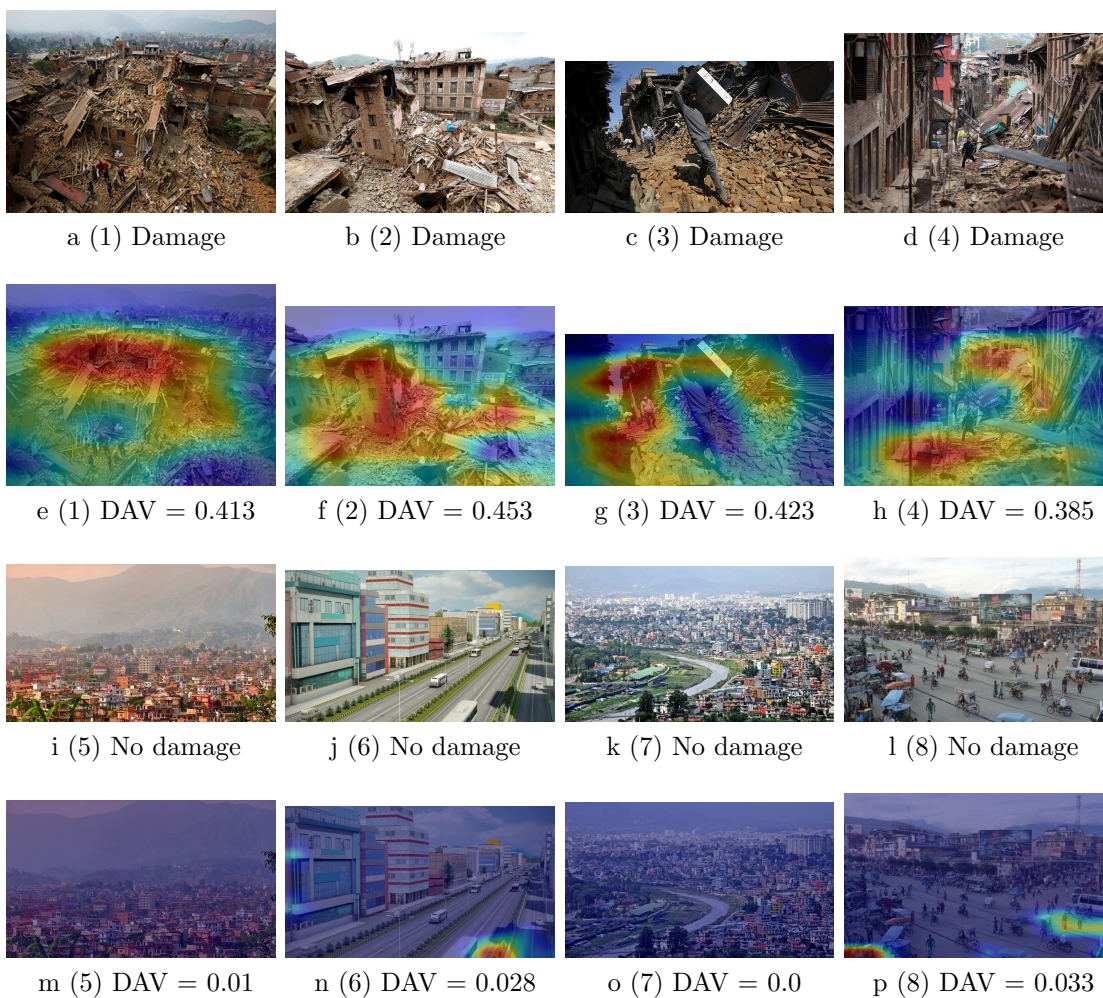 a (1) Damage
b (2) Damage
c (3) Damage
d (4) Damage
e (1) DAV = 0.413
f (2) DAV = 0.453
g (3) DAV = 0.423
h (4) DAV = 0.385
i (5) No damage
j (6) No damage
k (7) No damage
l (8) No damage
m (5) DAV = 0.01
n (6) DAV = 0.028
o (7) DAV = 0.0
p (8) DAV = 0.033